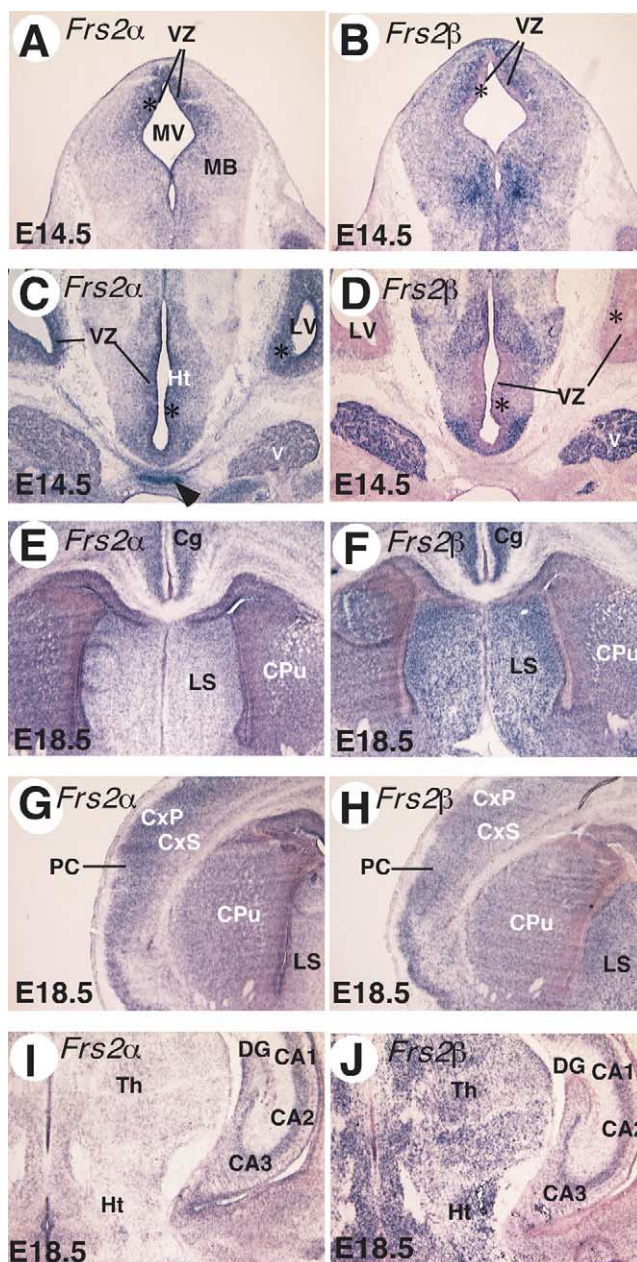 A Frs2α VZ
* MV MB
E14.5
B Frs2β VZ
*
E14.5
C Frs2α LV
VZ Ht * *
V
E14.5
D Frs2β
LV *
VZ *
V
E14.5
E Frs2α Cg
LS CPu
E18.5
F Frs2β Cg
LS CPu
E18.5
G Frs2α
CxP
CxS
PC
CPu
LS
E18.5
H Frs2β
CxP
CxS
PC
CPu
LS
E18.5
I Frs2α DG CA1
Th
CA2
CA3
Ht
E18.5
J Frs2β DG CA1
Th
CA2
CA3
Ht
E18.5